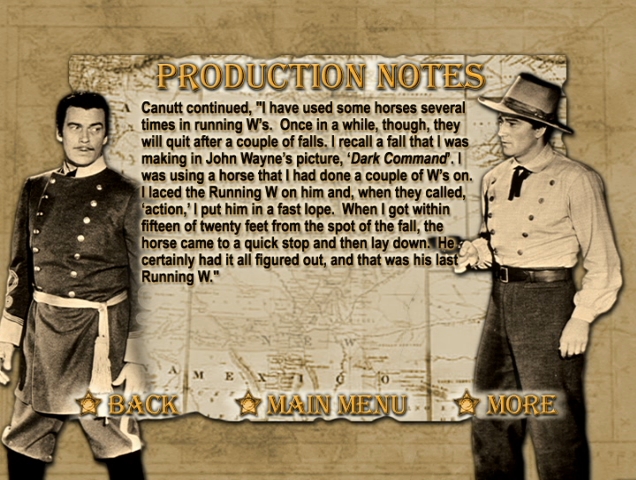 PRODUCTION NOTES
Canutt continued, "I have used some horses several
times in running W's.  Once in a while, though, they
will quit after a couple of falls. I recall a fall that I was
making in John Wayne's picture, 'Dark Command'. I
was using a horse that I had done a couple of W's on.
I laced the Running W on him and, when they called,
'action,' I put him in a fast lope.  When I got within
fifteen of twenty feet from the spot of the fall, the
horse came to a quick stop and then lay down.  He
certainly had it all figured out, and that was his last
Running W."
N E W
A M E X I C O
BACK MAIN MENU MORE